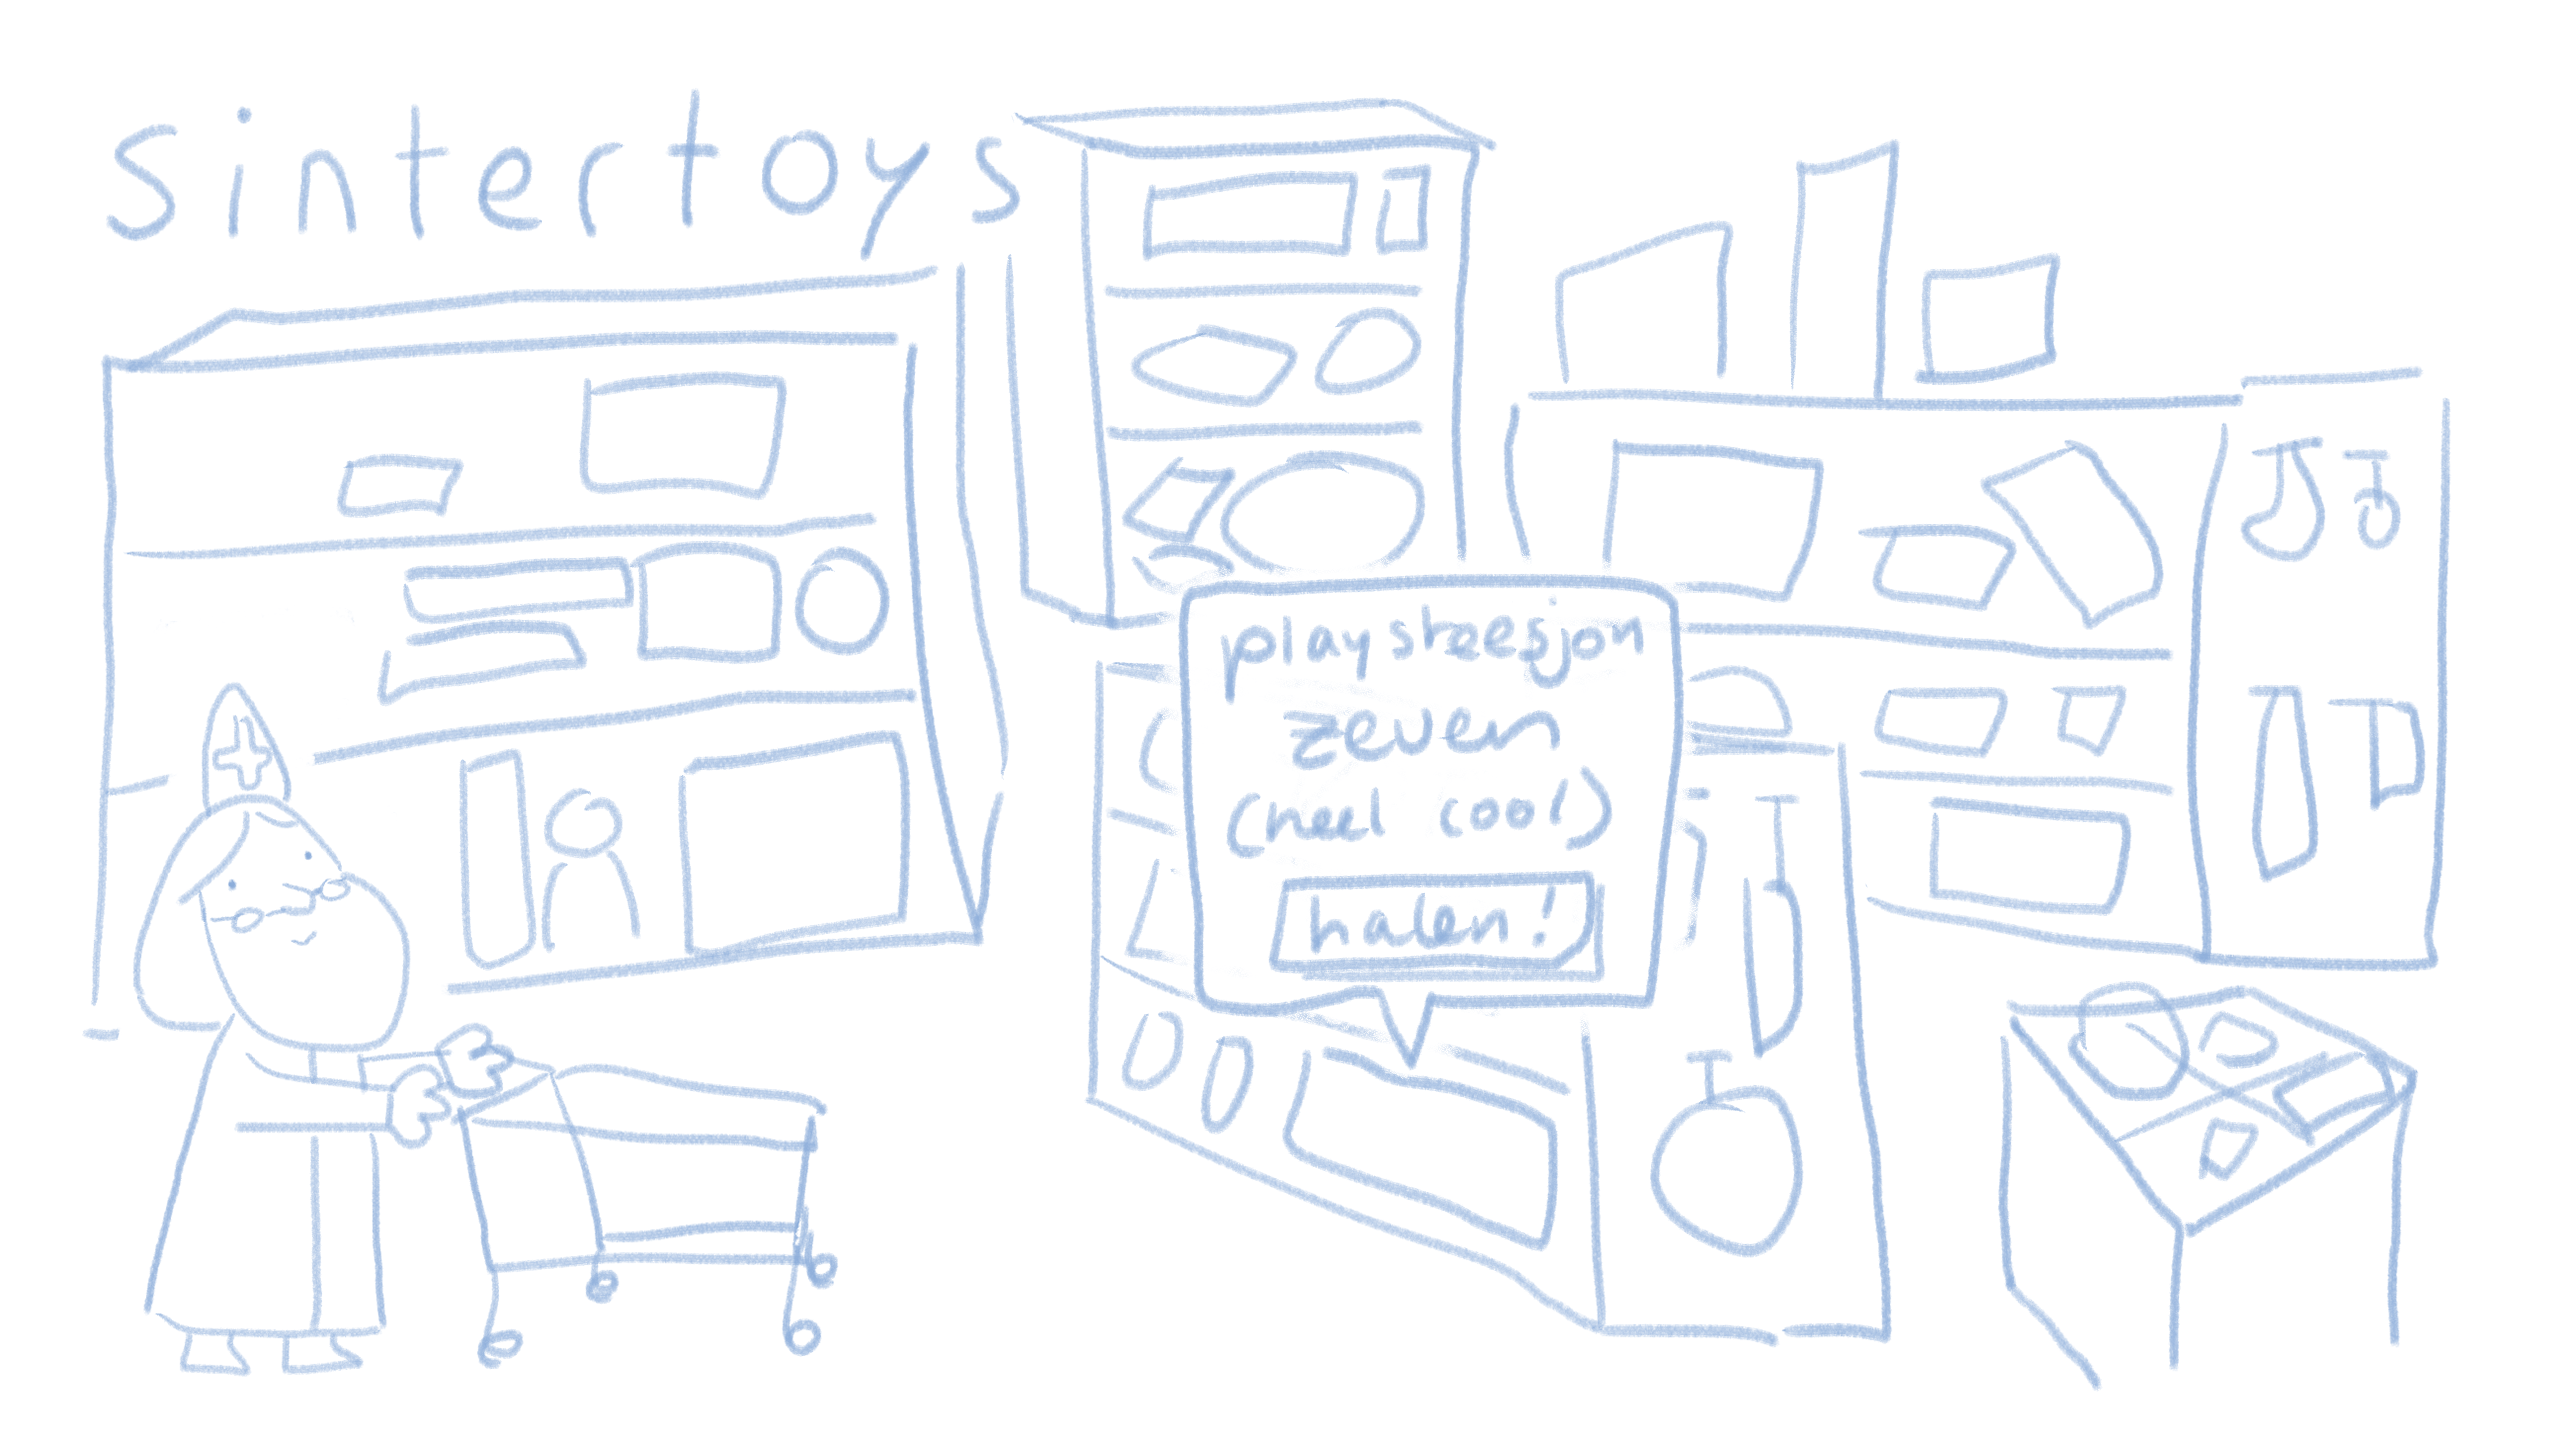 sintertoys
playsteesjon
zeven
(heel cool)
halen!